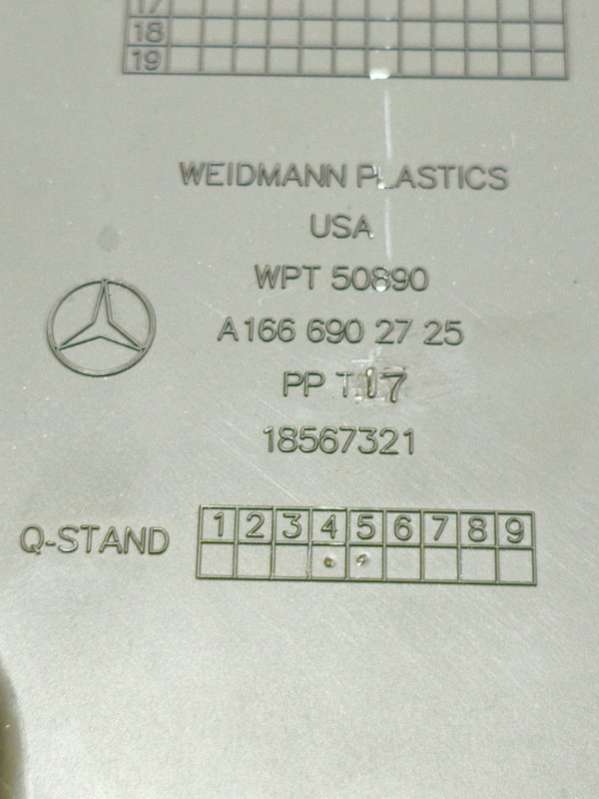 17
18
19
WEIDMANN PLASTICS
USA
WPT 50890
A166 690 27 25
PP T17
18567321
Q-STAND 1 2 3 4 5 6 7 8 9